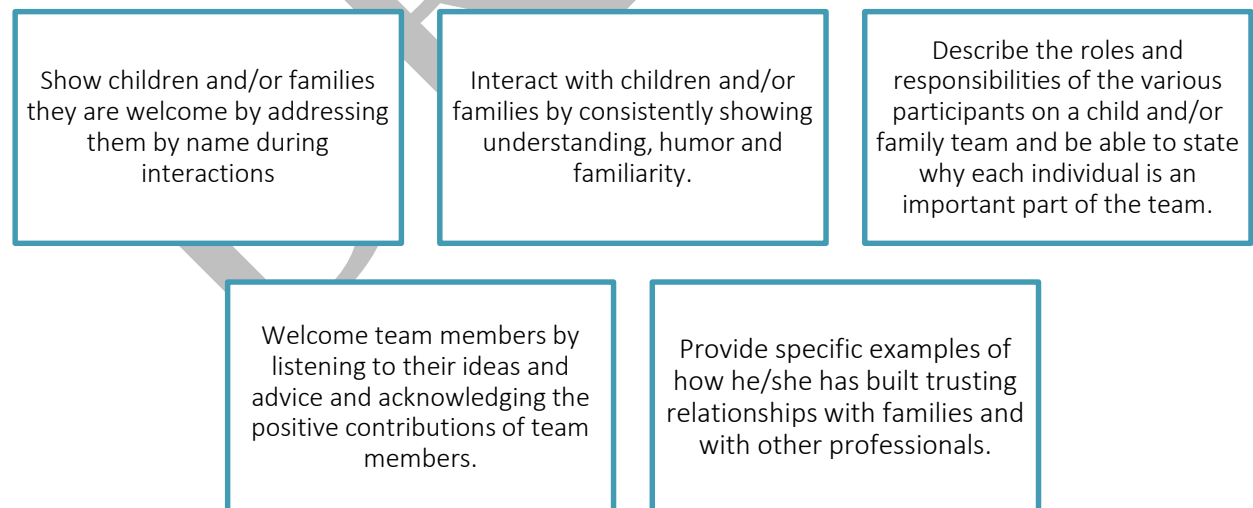 Show children and/or families
they are welcome by addressing
them by name during
interactions
Interact with children and/or
families by consistently showing
understanding, humor and
familiarity.
Describe the roles and
responsibilities of the various
participants on a child and/or
family team and be able to state
why each individual is an
important part of the team.
Welcome team members by
listening to their ideas and
advice and acknowledging the
positive contributions of team
members.
Provide specific examples of
how he/she has built trusting
relationships with families and
with other professionals.